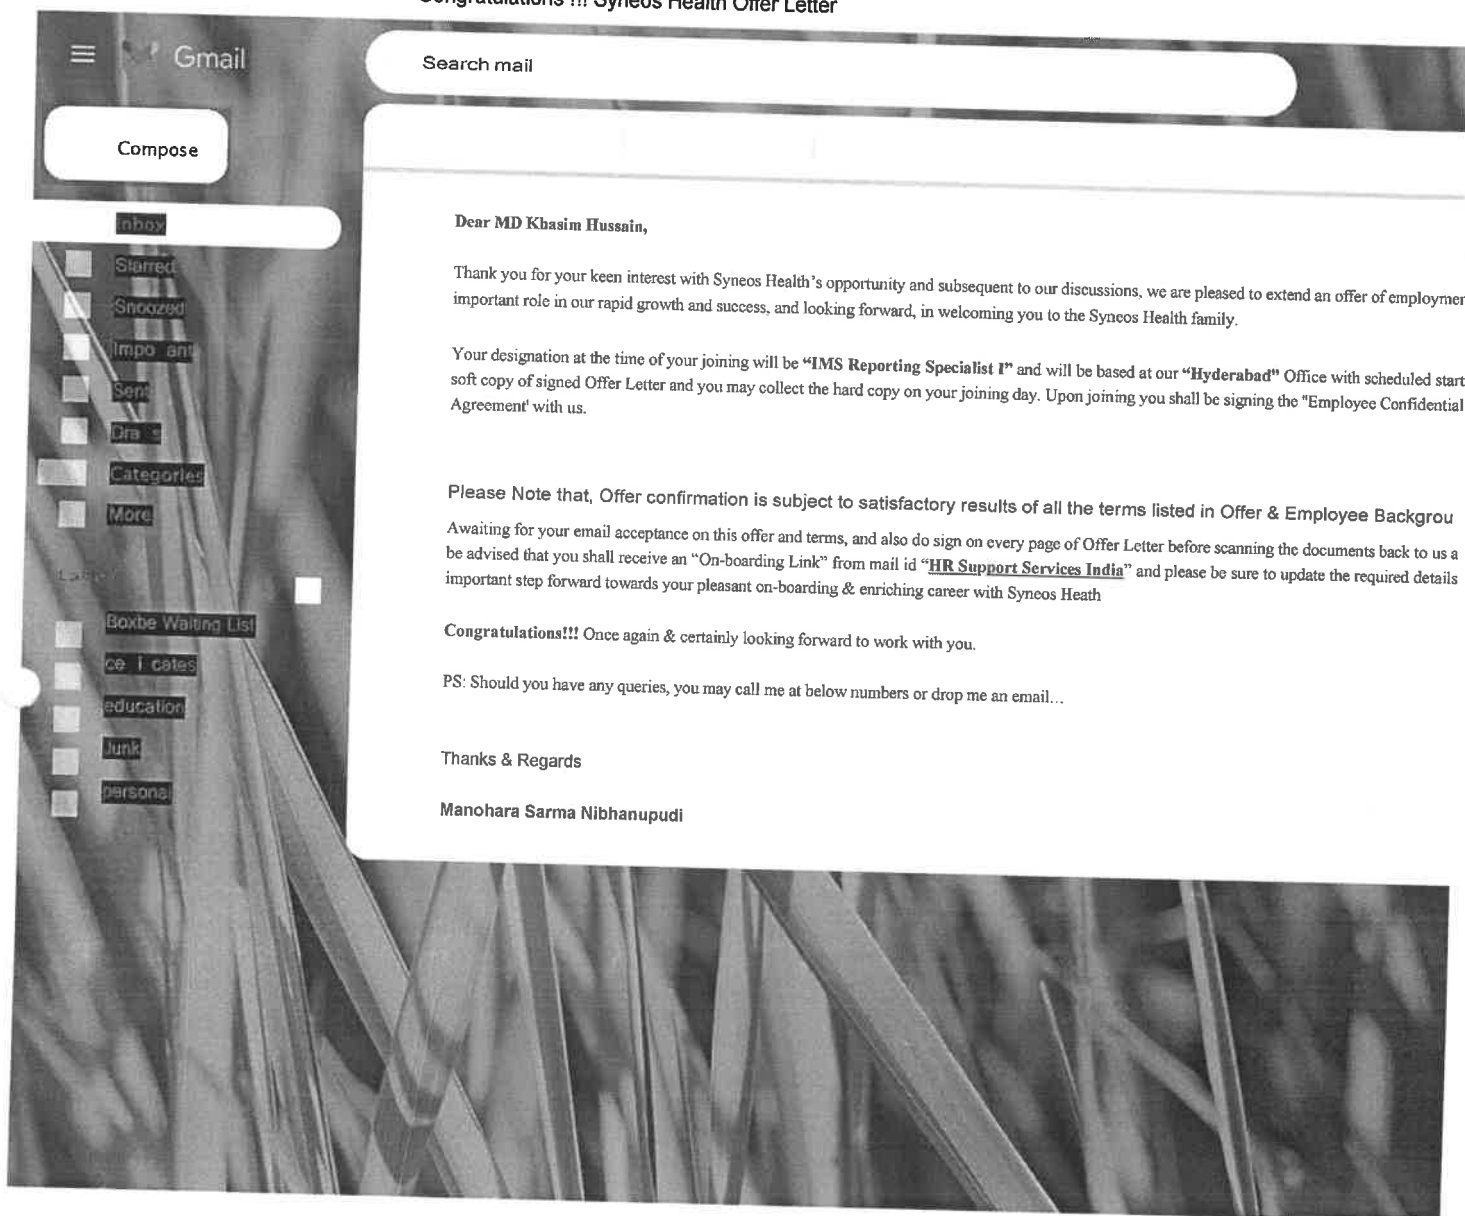 Congratulations !!! Syneos Health Offer Letter
Gmail
Search mail
Compose
Inbox
Starred
Snoozed
Impo ant
Sent
Dra s
Categories
More
Labels
Boxbe Waiting List
ce i cates
education
Junk
personal
Dear MD Khasim Hussain,
Thank you for your keen interest with Syneos Health's opportunity and subsequent to our discussions, we are pleased to extend an offer of employmer
important role in our rapid growth and success, and looking forward, in welcoming you to the Syneos Health family.
Your designation at the time of your joining will be “IMS Reporting Specialist I” and will be based at our “Hyderabad” Office with scheduled start
soft copy of signed Offer Letter and you may collect the hard copy on your joining day. Upon joining you shall be signing the "Employee Confidential
Agreement' with us.
Please Note that, Offer confirmation is subject to satisfactory results of all the terms listed in Offer & Employee Backgrou
Awaiting for your email acceptance on this offer and terms, and also do sign on every page of Offer Letter before scanning the documents back to us a
be advised that you shall receive an “On-boarding Link” from mail id “HR Support Services India” and please be sure to update the required details
important step forward towards your pleasant on-boarding & enriching career with Syneos Heath
Congratulations!!! Once again & certainly looking forward to work with you.
PS: Should you have any queries, you may call me at below numbers or drop me an email…
Thanks & Regards
Manohara Sarma Nibhanupudi